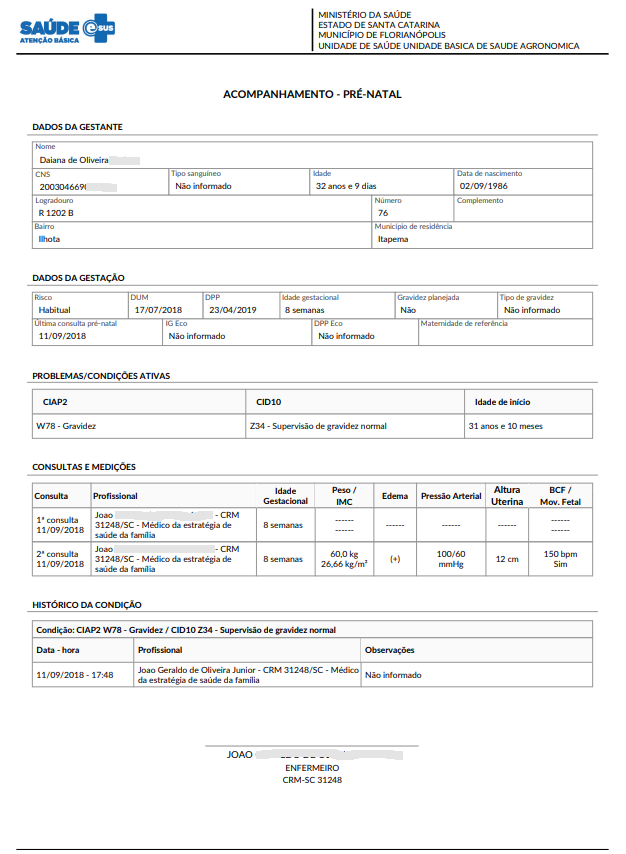 SAÚDE e SUS
ATENÇÃO BÁSICA
MINISTÉRIO DA SAÚDE
ESTADO DE SANTA CATARINA
MUNICÍPIO DE FLORIANÓPOLIS
UNIDADE DE SAÚDE UNIDADE BASICA DE SAUDE AGRONOMICA
ACOMPANHAMENTO - PRÉ-NATAL
DADOS DA GESTANTE
Nome
Daiana de Oliveira
CNS Tipo sanguíneo Idade Data de nascimento
200304669 Não informado 32 anos e 9 dias 02/09/1986
Logradouro Número Complemento
R 1202 B 76
Bairro Município de residência
Ilhota Itapema
DADOS DA GESTAÇÃO
Risco DUM DPP Idade gestacional Gravidez planejada Tipo de gravidez
Habitual 17/07/2018 23/04/2019 8 semanas Não Não informado
Última consulta pré-natal IG Eco DPP Eco Maternidade de referência
11/09/2018 Não informado Não informado
PROBLEMAS/CONDIÇÕES ATIVAS
CIAP2 CID10 Idade de início
W78 - Gravidez Z34 - Supervisão de gravidez normal 31 anos e 10 meses
CONSULTAS E MEDIÇÕES
Consulta Profissional Idade Gestacional Peso / IMC Edema Pressão Arterial Altura Uterina BCF / Mov. Fetal
1ª consulta 11/09/2018 Joao - CRM 31248/SC - Médico da estratégia de saúde da família 8 semanas ------ ------ ------ ------ ------ ------ ------
2ª consulta 11/09/2018 Joao - CRM 31248/SC - Médico da estratégia de saúde da família 8 semanas 60,0 kg 26,66 kg/m² (+) 100/60 mmHg 12 cm 150 bpm Sim
HISTÓRICO DA CONDIÇÃO
Condição: CIAP2 W78 - Gravidez / CID10 Z34 - Supervisão de gravidez normal
Data - hora Profissional Observações
11/09/2018 - 17:48 Joao Geraldo de Oliveira Junior - CRM 31248/SC - Médico da estratégia de saúde da família Não informado
JOAO
ENFERMEIRO
CRM-SC 31248